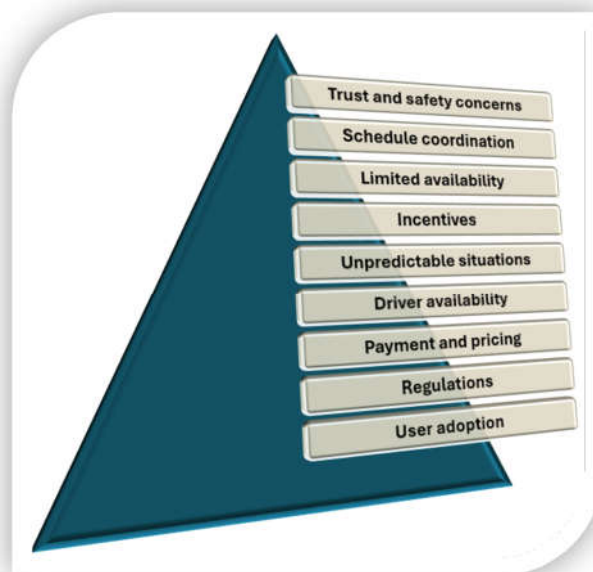 Trust and safety concerns
Schedule coordination
Limited availability
Incentives
Unpredictable situations
Driver availability
Payment and pricing
Regulations
User adoption